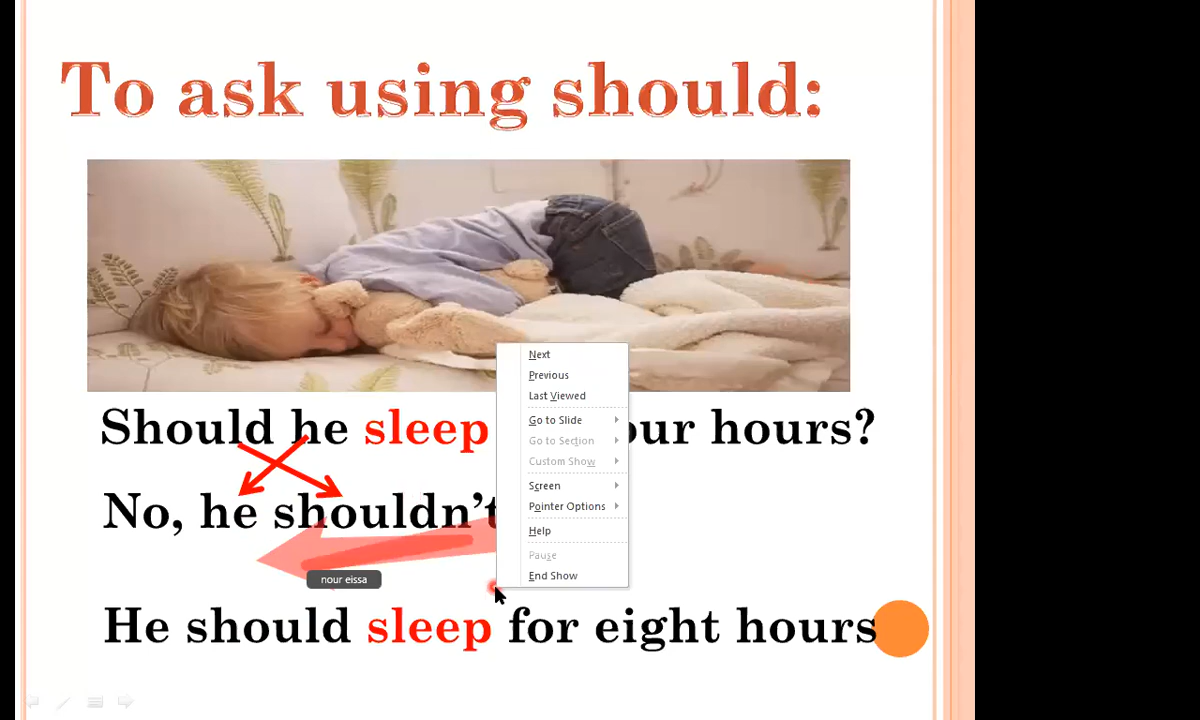 To ask using should:
Next
Previous
Last Viewed
Go to Slide
Go to Section
Custom Show
Screen
Pointer Options
Help
Pause
End Show
Should he sleep hours?
No, he shouldn't
nour eissa
He should sleep for eight hours